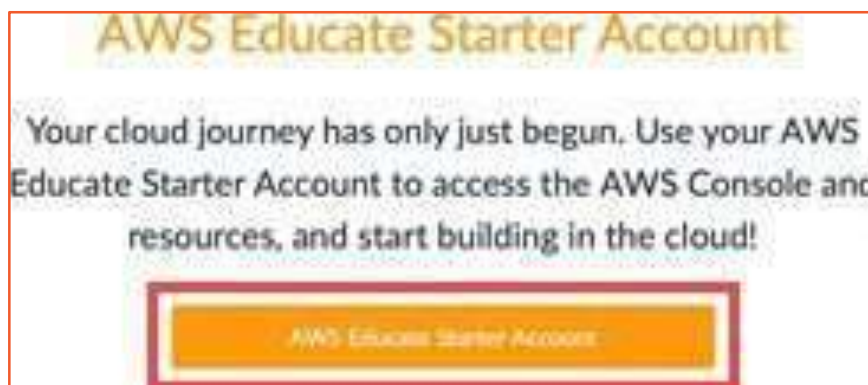 AWS Educate Starter Account
Your cloud journey has only just begun. Use your AWS
Educate Starter Account to access the AWS Console and
resources, and start building in the cloud!
AWS Educate Starter Account